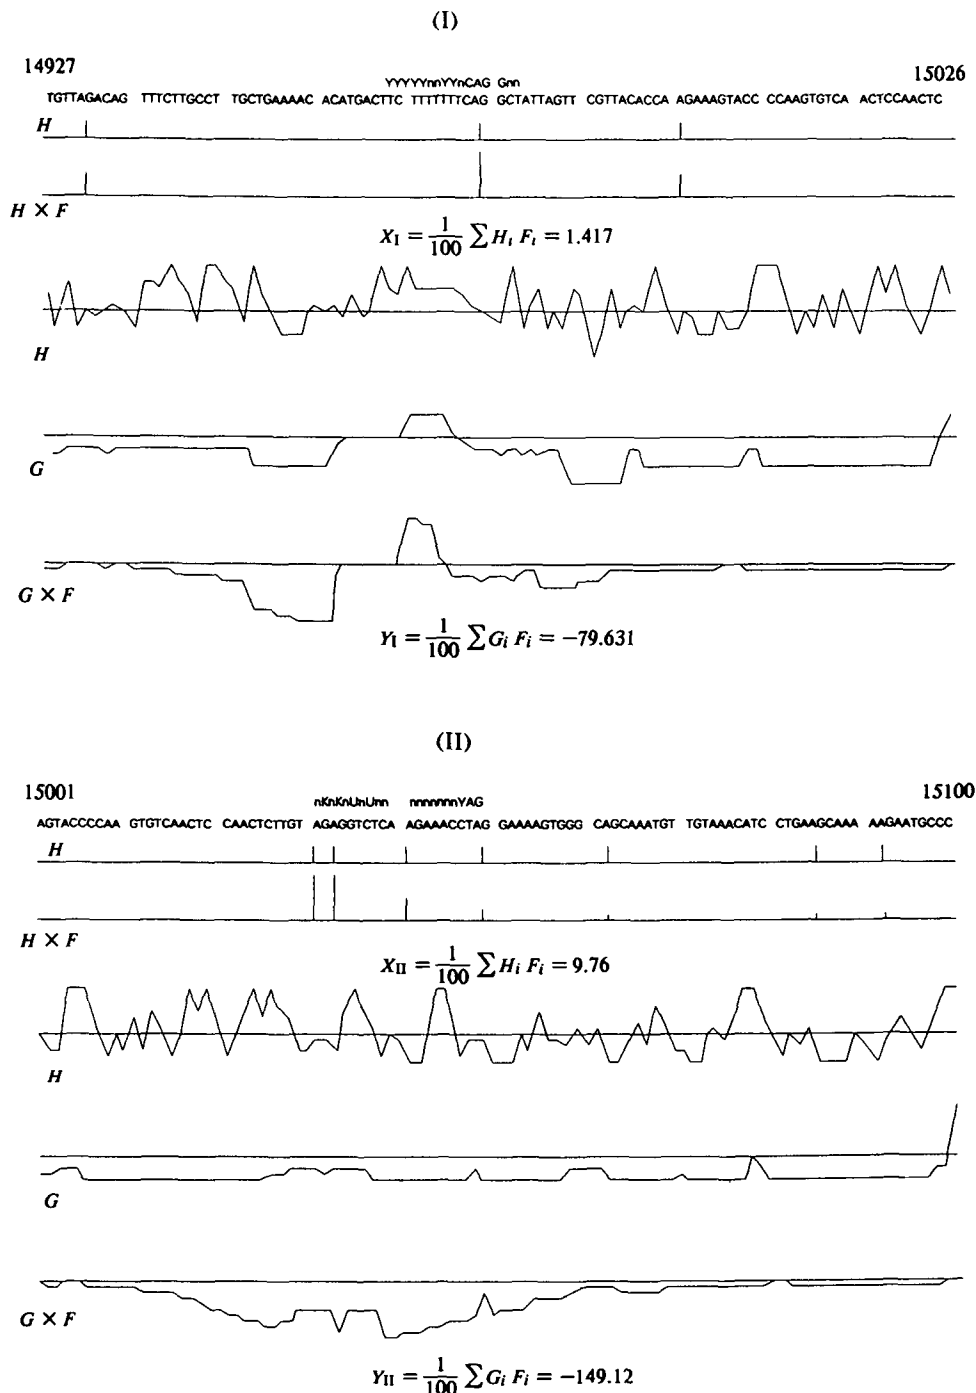 (I)
14927 15026
YYYYYnnYYnCAG Gnn
TGTTAGACAG TTTCTTGCCT TGCTGAAAAC ACATGACTTC TTTTTTTCAG GCTATTAGTT CGTTACACCA AGAAAGTACC CCAAGTGTCA ACTCCAACTC
H
H × F
X_I = 1/100 ∑ H_i F_i = 1.417
H
G
G × F
Y_I = 1/100 ∑ G_i F_i = −79.631
(II)
15001 15100
nKnKnUnUnn nnnnnnnYAG
AGTACCCCAA GTGTCAACTC CAACTCTTGT AGAGGTCTCA AGAAACCTAG GAAAAGTGGG CAGCAAATGT TGTAAACATC CTGAAGCAAA AAGAATGCCC
H
H × F
X_II = 1/100 ∑ H_i F_i = 9.76
H
G
G × F
Y_II = 1/100 ∑ G_i F_i = −149.12